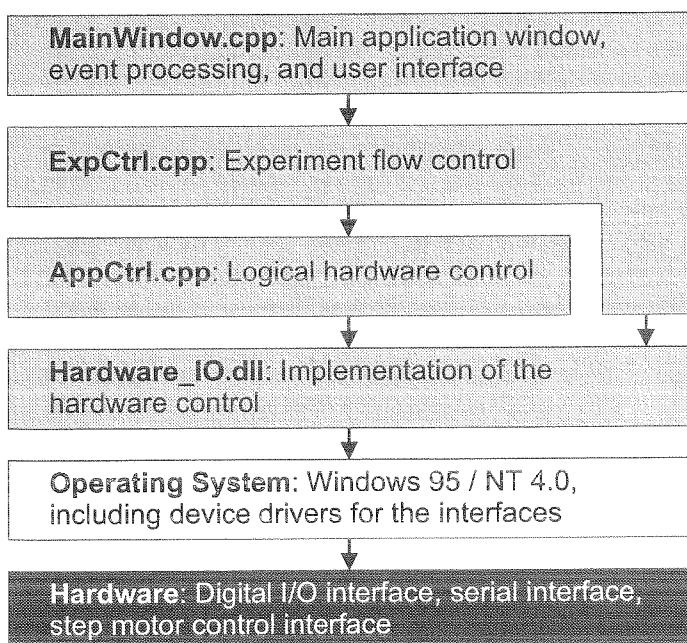 MainWindow.cpp: Main application window,
event processing, and user interface
ExpCtrl.cpp: Experiment flow control
AppCtrl.cpp: Logical hardware control
Hardware_IO.dll: Implementation of the
hardware control
Operating System: Windows 95 / NT 4.0,
including device drivers for the interfaces
Hardware: Digital I/O interface, serial interface,
step motor control interface